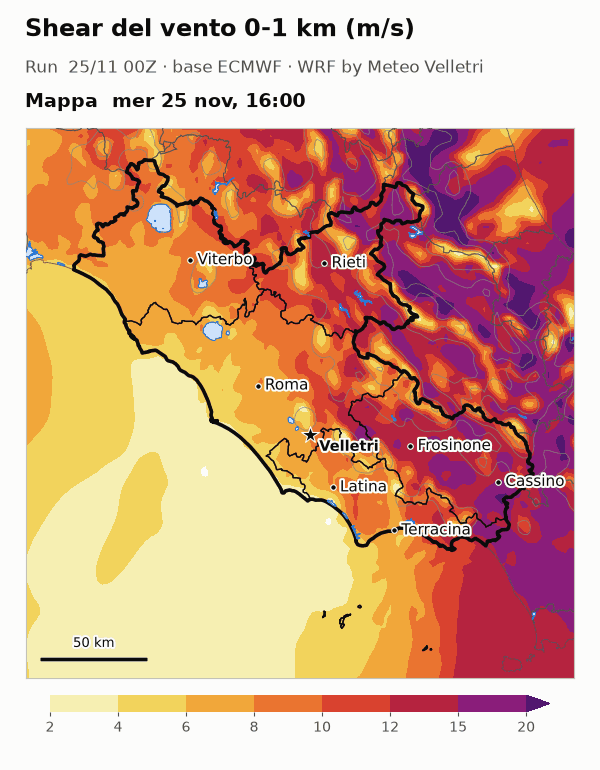 Shear del vento 0-1 km (m/s)
Run  25/11 00Z · base ECMWF · WRF by Meteo Velletri
Mappa  mer 25 nov, 16:00
Viterbo
Rieti
Roma
Velletri
Frosinone
Latina
Cassino
Terracina
50 km
2 4 6 8 10 12 15 20